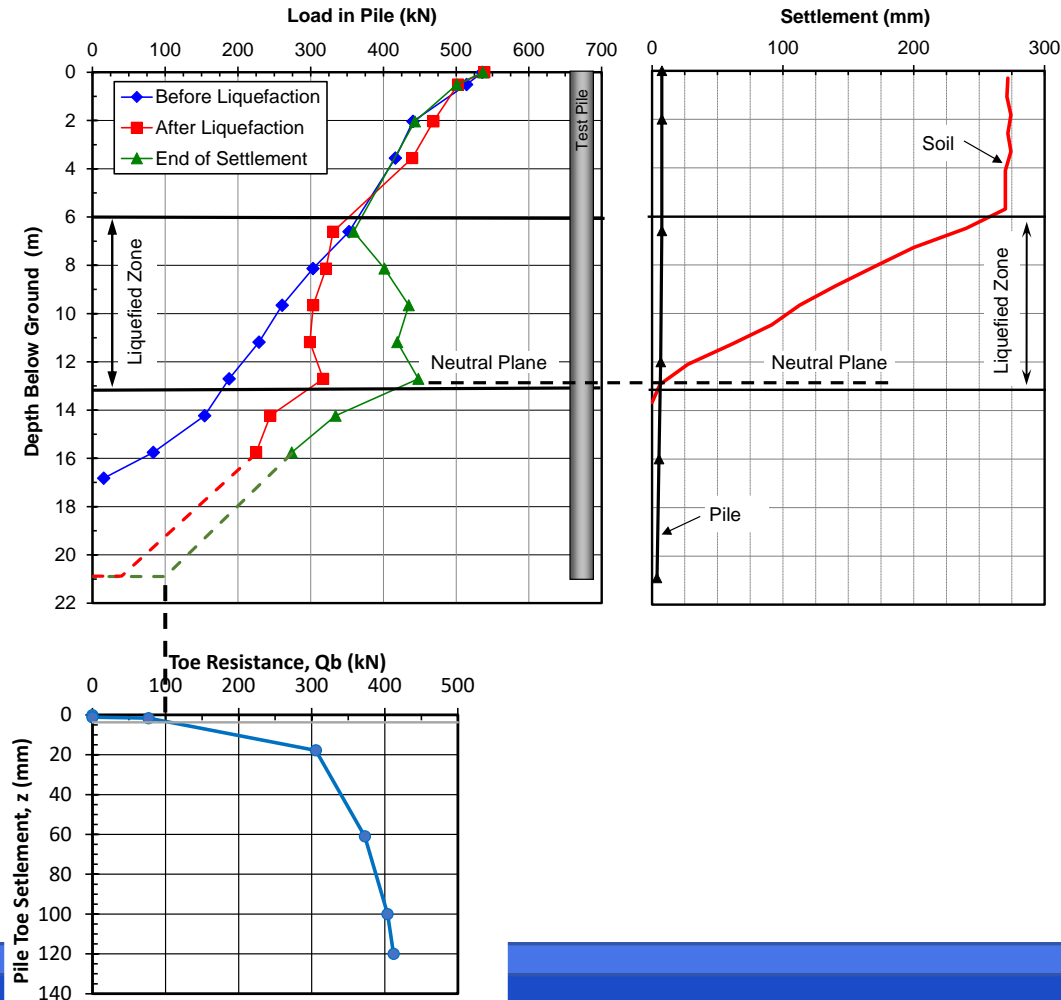 Load in Pile (kN)
0 100 200 300 400 500 600 700
0
2
4
6
8
10
12
14
16
18
20
22
Depth Below Ground (m)
Before Liquefaction
After Liquefaction
End of Settlement
Test Pile
Liquefied Zone
Neutral Plane
Settlement (mm)
0 100 200 300
Soil
Liquefied Zone
Neutral Plane
Pile
Toe Resistance, Qb (kN)
0 100 200 300 400 500
0
20
40
60
80
100
120
140
Pile Toe Setlement, z (mm)